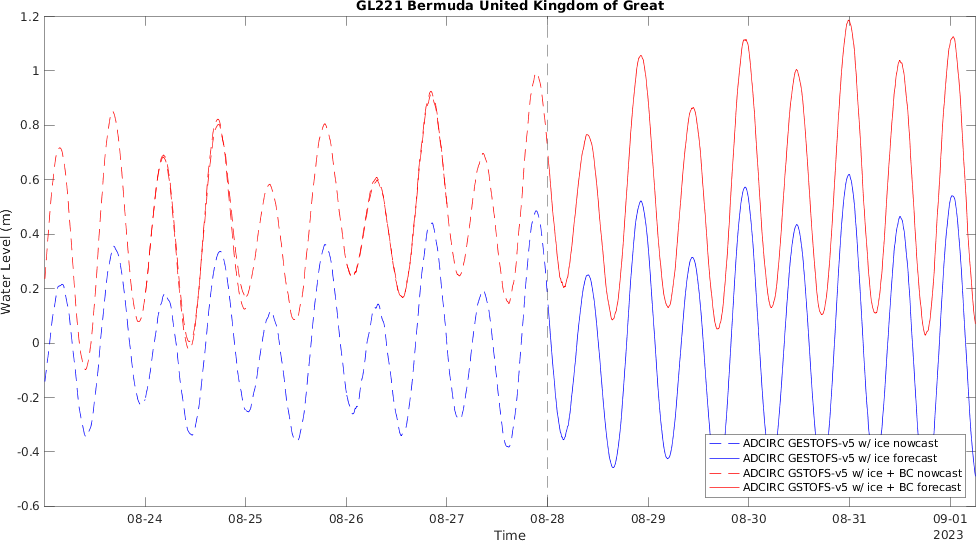 GL221 Bermuda United Kingdom of Great
Water Level (m)
1.2
1
0.8
0.6
0.4
0.2
0
-0.2
-0.4
-0.6
ADCIRC GESTOFS-v5 w/ ice nowcast
ADCIRC GESTOFS-v5 w/ ice forecast
ADCIRC GSTOFS-v5 w/ ice + BC nowcast
ADCIRC GSTOFS-v5 w/ ice + BC forecast
08-24 08-25 08-26 08-27 08-28 08-29 08-30 08-31 09-01
Time 2023